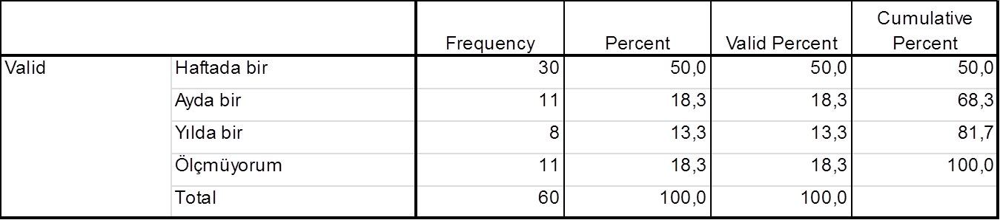 Frequency Percent Valid Percent Cumulative Percent
Valid Haftada bir 30 50,0 50,0 50,0
Ayda bir 11 18,3 18,3 68,3
Yılda bir 8 13,3 13,3 81,7
Ölçmüyorum 11 18,3 18,3 100,0
Total 60 100,0 100,0